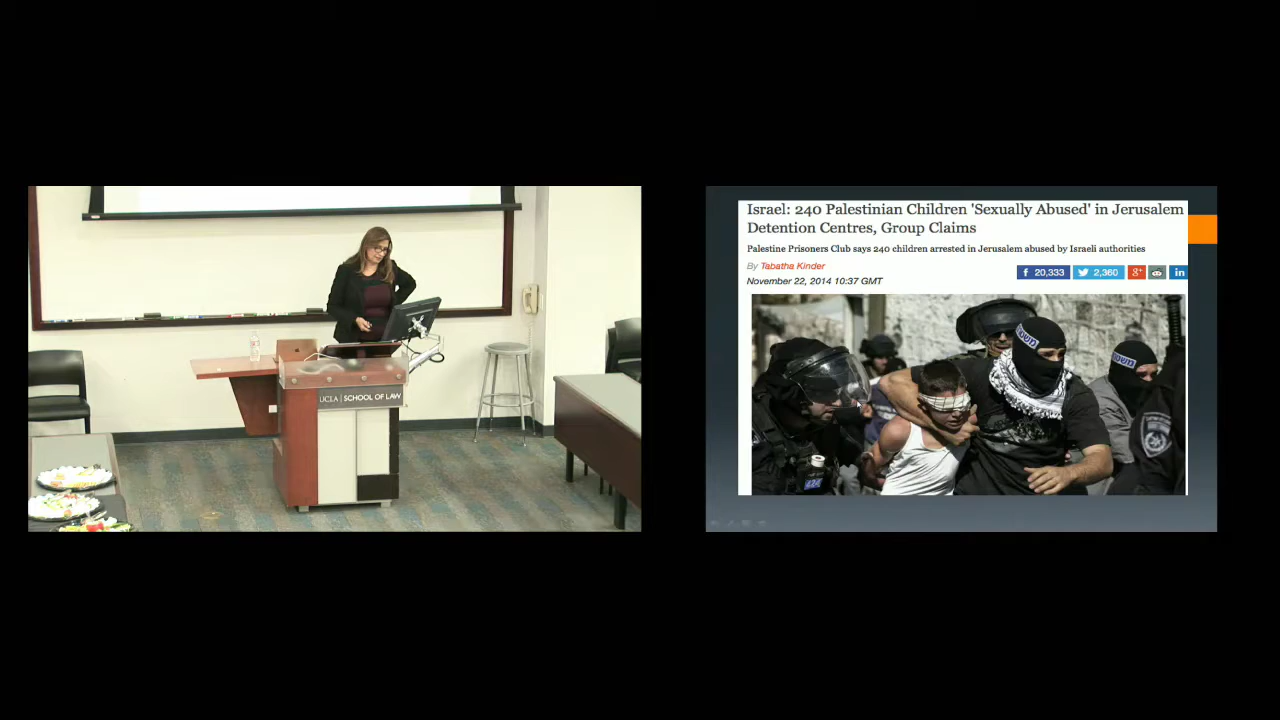 UCLA | SCHOOL OF LAW
Israel: 240 Palestinian Children 'Sexually Abused' in Jerusalem
Detention Centres, Group Claims
Palestine Prisoners Club says 240 children arrested in Jerusalem abused by Israeli authorities
By Tabatha Kinder
November 22, 2014 10:37 GMT
f 20,333
2,360
g+
in
משטרה